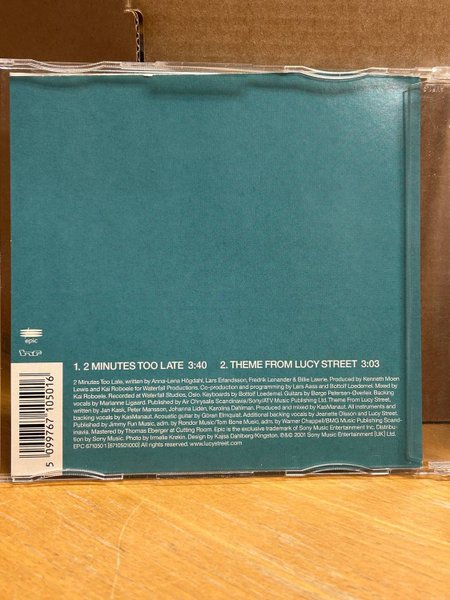 epic
1. 2 MINUTES TOO LATE 3:40 2. THEME FROM LUCY STREET 3:03
2 Minutes Too Late, written by Anna-Lena Högdahl, Lars Erlandsson, Fredrik Lenander & Billie Lawrie. Produced by Kenneth Moen
Lewis and Kai Robøle for Waterfall Productions. Co-production and programming by Lars Aass and Bottolf Loedemel. Mixed by
Kai Robøle. Recorded at Waterfall Studios, Oslo. Keyboards by Bottolf Loedemel. Guitars by Børge Petersen-Øverleir. Backing
vocals by Marianne Ligaard. Published by Air Chrysalis Scandinavia/Sony/ATV Music Publishing Ltd. Theme From Lucy Street,
written by Jan Kask, Peter Mansson, Johanna Lidén, Karolina Dahlman. Produced and mixed by KasManaut. All instruments and
backing vocals by KasManaut. Acoustic guitar by Göran Elmquist. Additional backing vocals by Jeanette Olsson and Lucy Street.
Published by Jimmy Fun Music, adm. by Rondor Music/Tom Bone Music, adm. by Warner Chappell/BMG Music Publishing Scandi-
navia. Mastered by Thomas Eberger at Cutting Room. Epic is the exclusive trademark of Sony Music Entertainment Inc. Distribu-
tion by Sony Music. Photo by Irmelie Krekin. Design by Kajsa Dahlberg/Kingston. ℗&© 2001 Sony Music Entertainment (UK) Ltd.
EPC 671050 1 (6710501000) All rights reserved. www.lucystreet.com
5 099767 105016